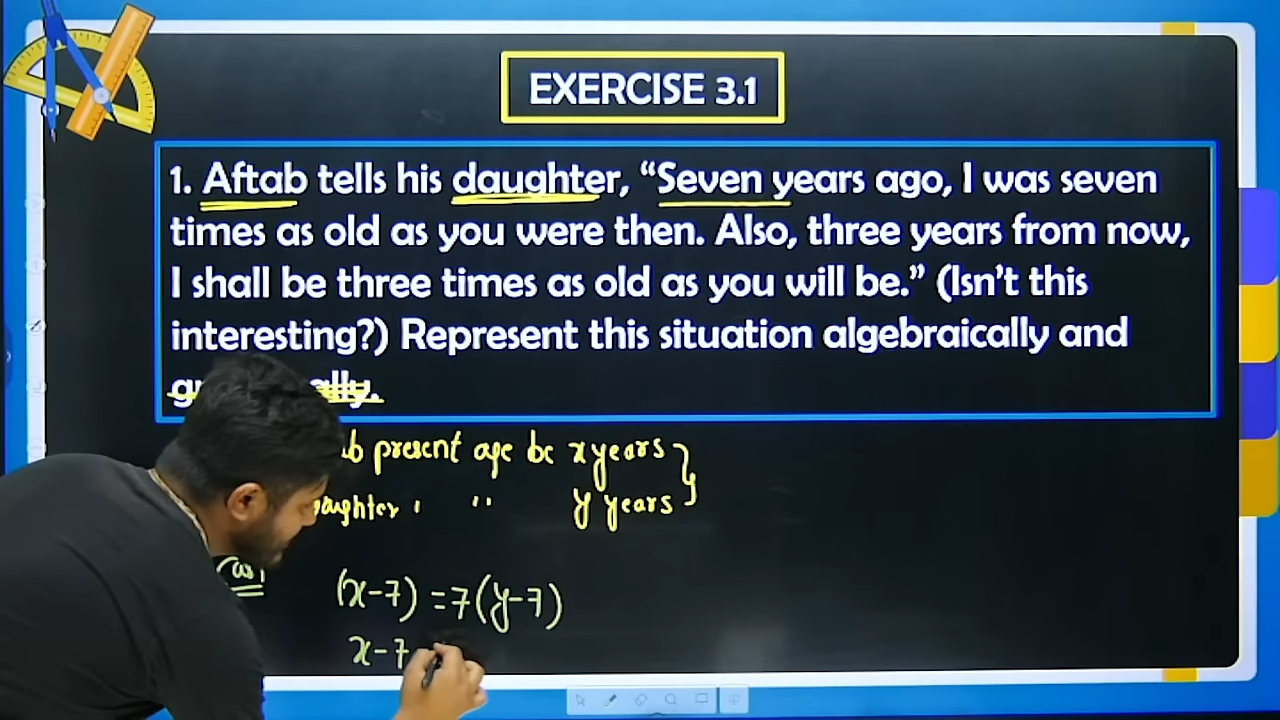 EXERCISE 3.1
1. Aftab tells his daughter, “Seven years ago, I was seven
times as old as you were then. Also, three years from now,
I shall be three times as old as you will be.” (Isn’t this
interesting?) Represent this situation algebraically and
present age be x years
y years
(x-7) = 7(y-7)
x-7